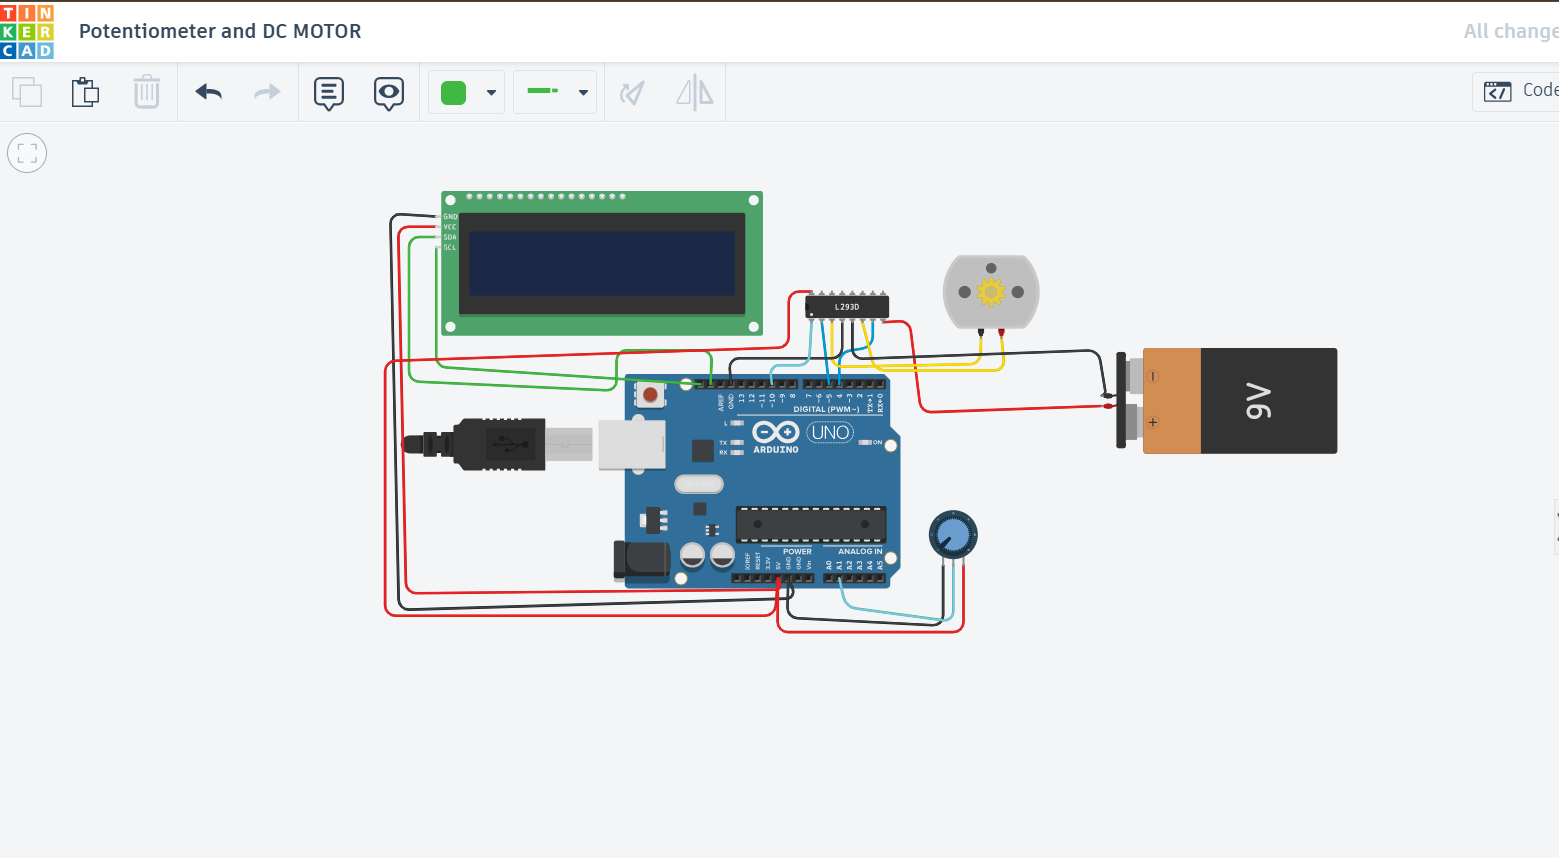 TIN
KER
CAD
Potentiometer and DC MOTOR
All change
Code
GND
VCC
SDA
SCL
L293D
9V
AREF
GND
13
12
~11
~10
~9
8
7
~6
~5
4
~3
2
TX→1
RX←0
DIGITAL (PWM~)
L
TX
RX
ARDUINO
UNO
ON
IOREF
RESET
3.3V
5V
GND
GND
Vin
POWER
ANALOG IN
A0
A1
A2
A3
A4
A5